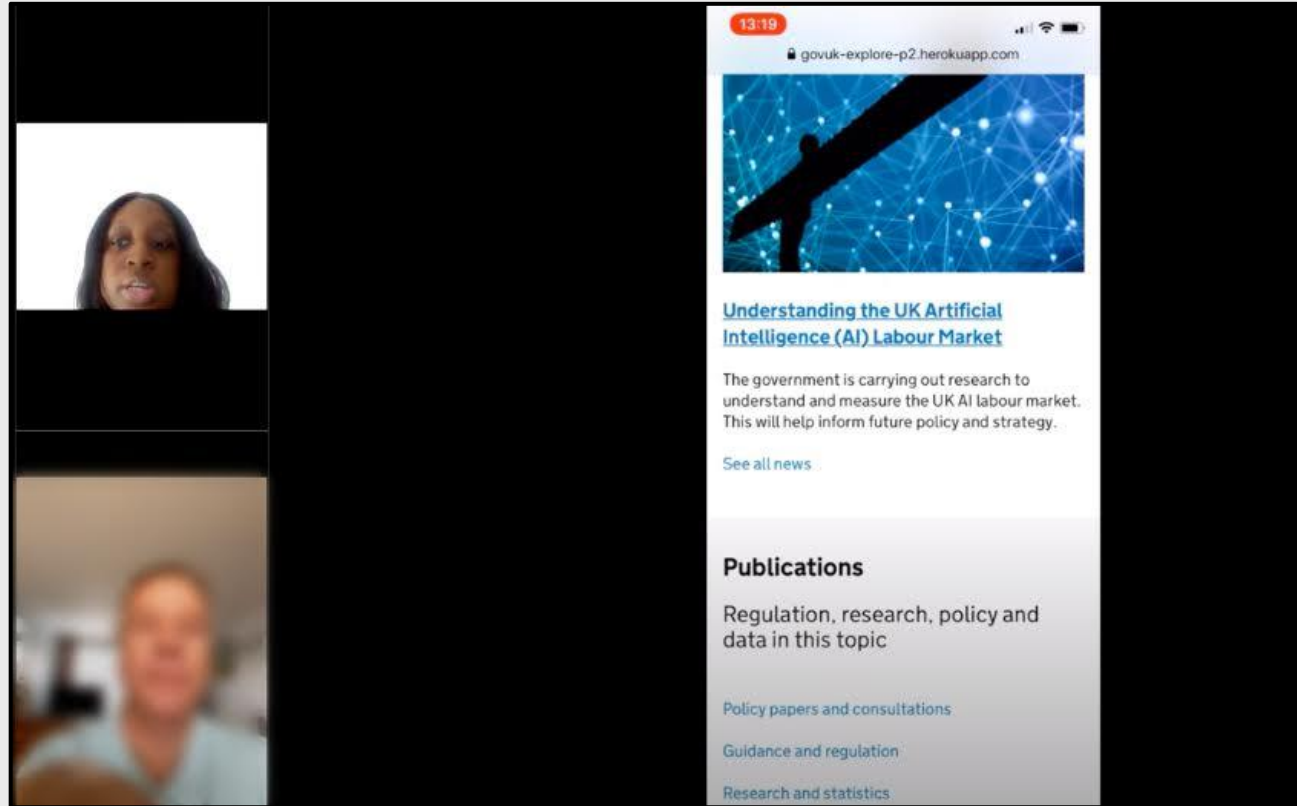 13:19
govuk-explore-p2.herokuapp.com
Understanding the UK Artificial
Intelligence (AI) Labour Market
The government is carrying out research to
understand and measure the UK AI labour market.
This will help inform future policy and strategy.
See all news
Publications
Regulation, research, policy and
data in this topic
Policy papers and consultations
Guidance and regulation
Research and statistics